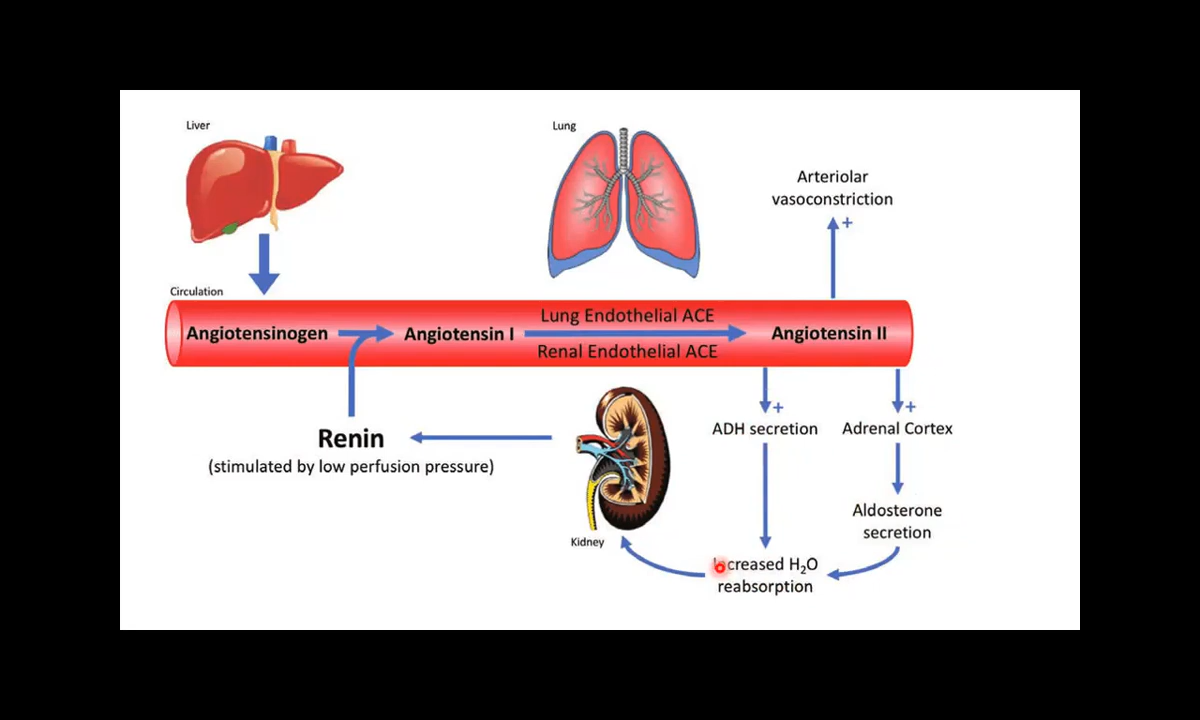 Liver
Lung
Arteriolar
vasoconstriction
+
Circulation
Angiotensinogen
Angiotensin I
Lung Endothelial ACE
Renal Endothelial ACE
Angiotensin II
Renin
(stimulated by low perfusion pressure)
Kidney
+
ADH secretion
+
Adrenal Cortex
Aldosterone
secretion
Increased H₂O
reabsorption